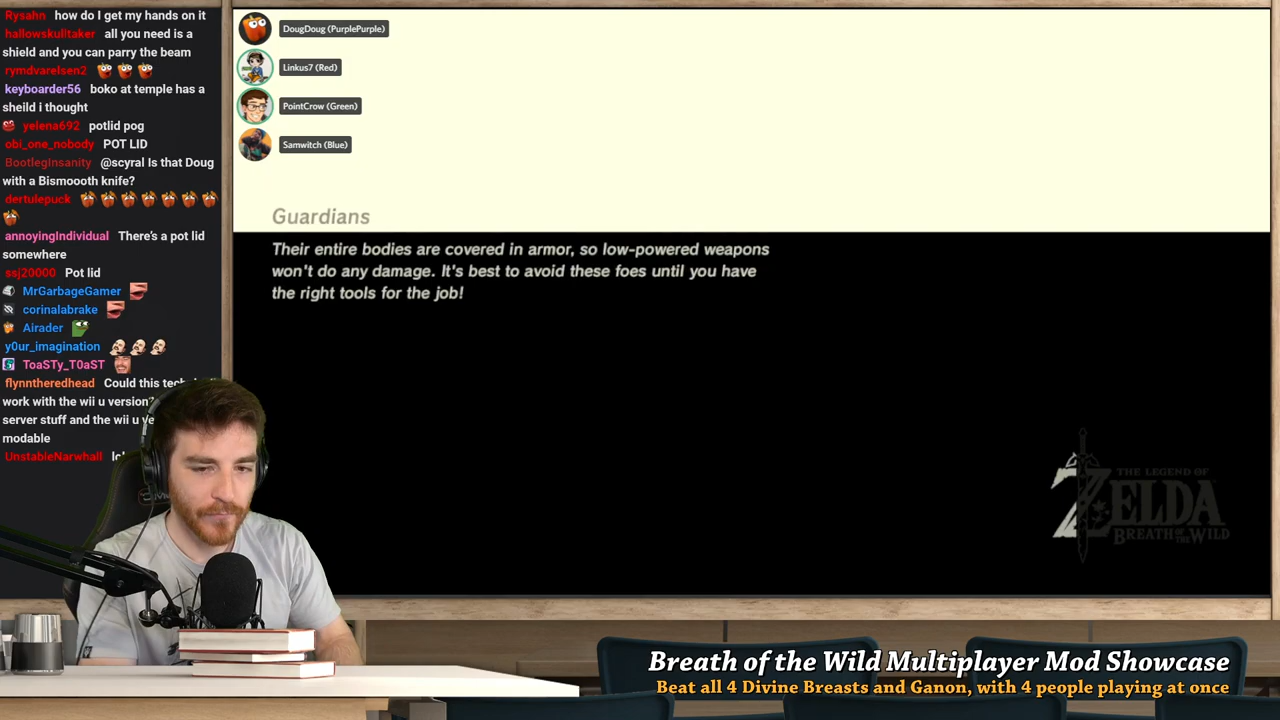 Rysahn how do I get my hands on it
hallowskulltaker all you need is a
shield and you can parry the beam
rymdvarelsen2
keyboarder56 boko at temple has a
sheild i thought
yelena692 potlid pog
obi_one_nobody POT LID
BootlegInsanity @scyral Is that Doug
with a Bismoooth knife?
dertulepuck
annoyingIndividual There's a pot lid
somewhere
ssj20000 Pot lid
MrGarbageGamer
corinalabrake
Airader
y0ur_imagination
ToaSTy_T0aST
flynntheredhead Could this
work with the wii u version?
server stuff and the wii u
modable
UnstableNarwhall
DougDoug (PurplePurple)
Linkus7 (Red)
PointCrow (Green)
Samwitch (Blue)
Guardians
Their entire bodies are covered in armor, so low-powered weapons
won't do any damage. It's best to avoid these foes until you have
the right tools for the job!
THE LEGEND OF
ZELDA
BREATH OF THE WILD
Breath of the Wild Multiplayer Mod Showcase
Beat all 4 Divine Breasts and Ganon, with 4 people playing at once